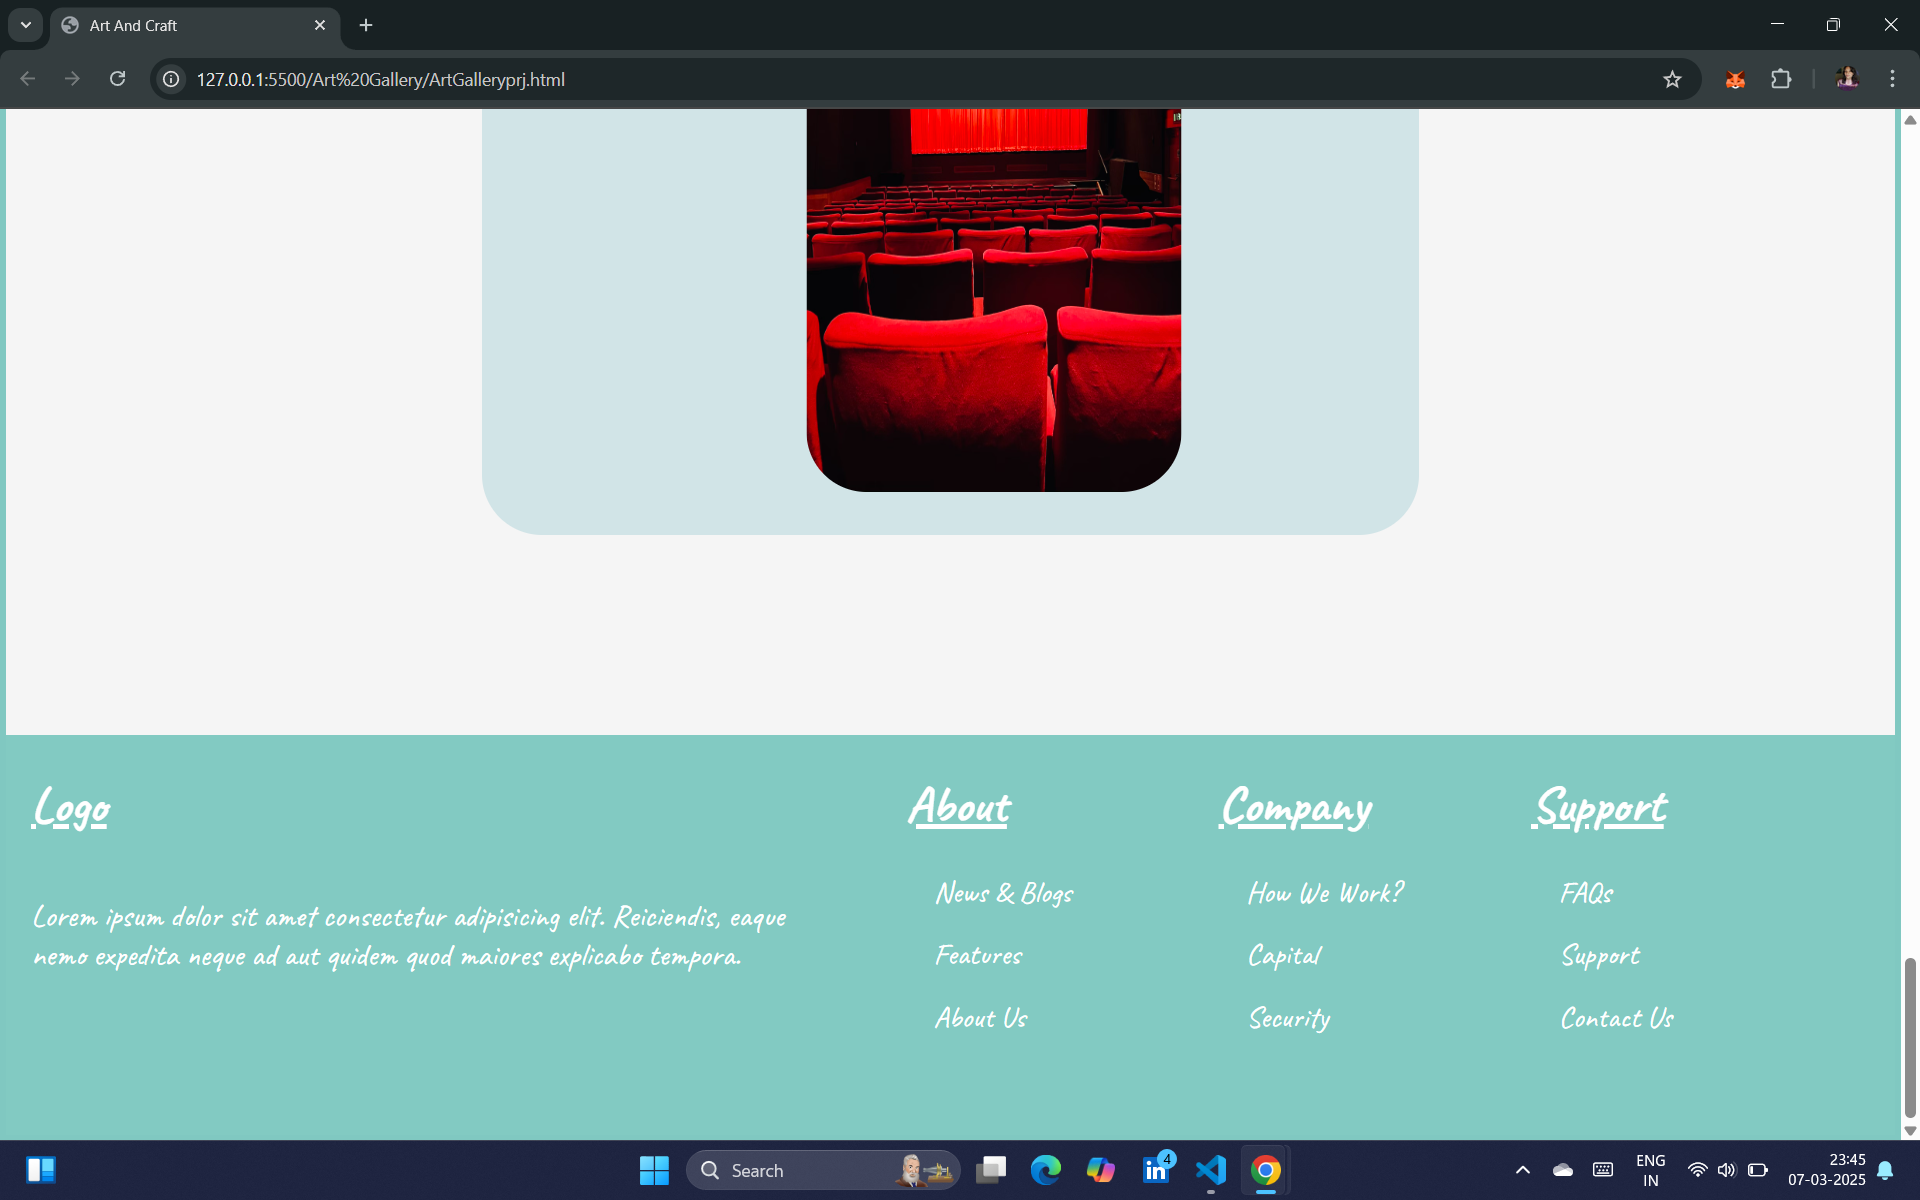 Art And Craft
127.0.0.1:5500/Art%20Gallery/ArtGalleryprj.html
Logo
About
Company
Support
News & Blogs
How We Work?
FAQs
Lorem ipsum dolor sit amet consectetur adipisicing elit. Reiciendis, eaque
nemo expedita neque ad aut quidem quod maiores explicabo tempora.
Features
Capital
Support
About Us
Security
Contact Us
Search
4
ENG
IN
23:45
07-03-2025